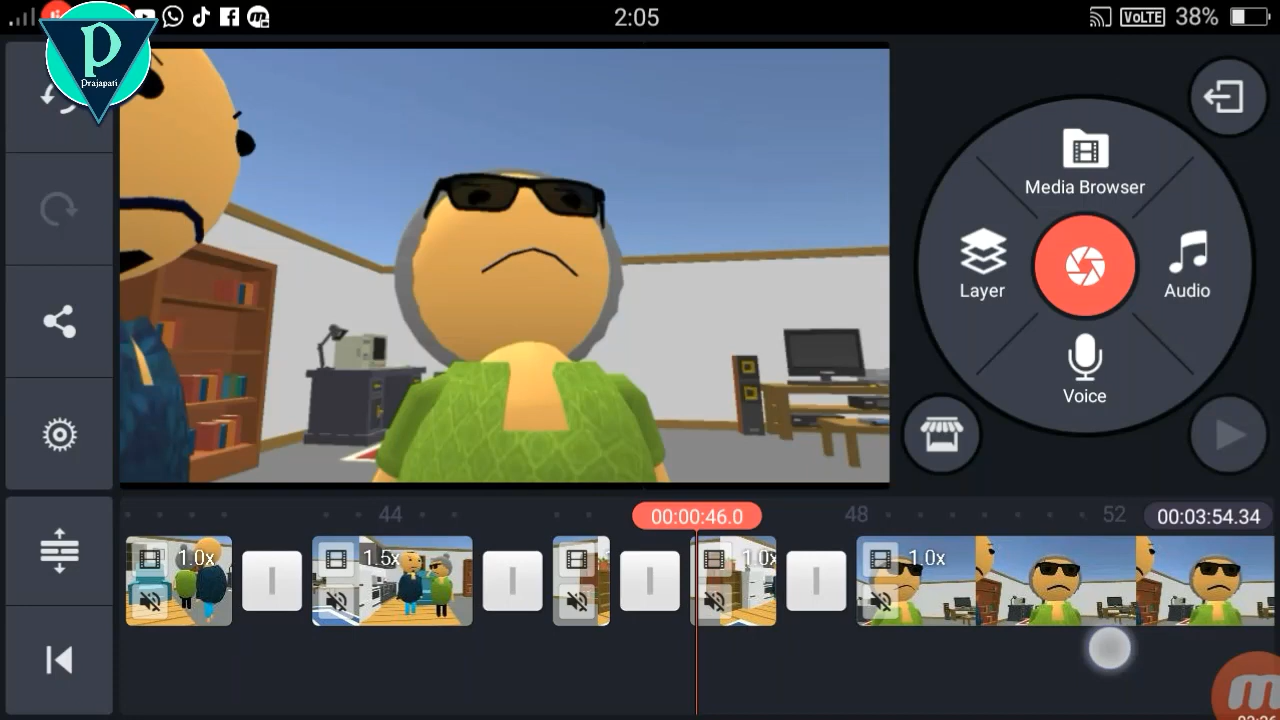 2:05
VoLTE
38%
P
Prajapati
Media Browser
Layer
Audio
Voice
44
00:00:46.0
48
52
00:03:54.34
1.0x
1.5x
1.0x
1.0x